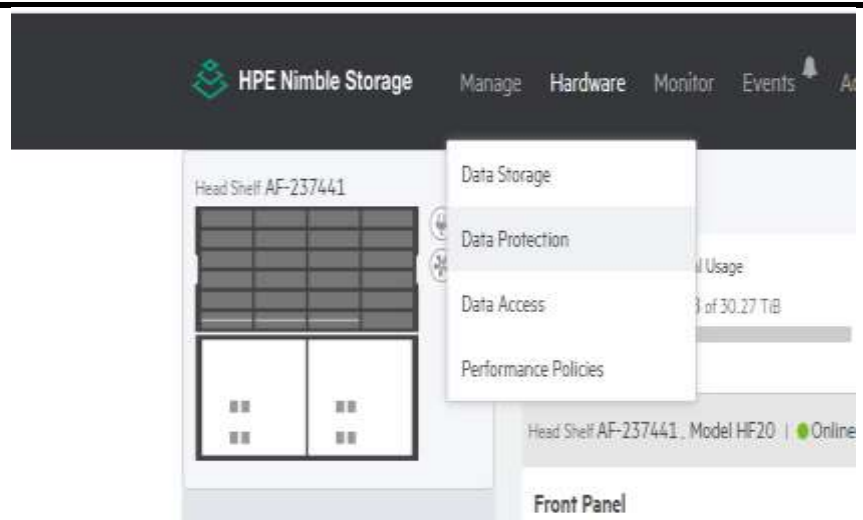 HPE Nimble Storage Manage Hardware Monitor Events
Head Shelf AF-237441
Data Storage
Data Protection
Usage
Data Access
of 30.27 TiB
Performance Policies
Head Shelf AF-237441 , Model HF20 | Online
Front Panel